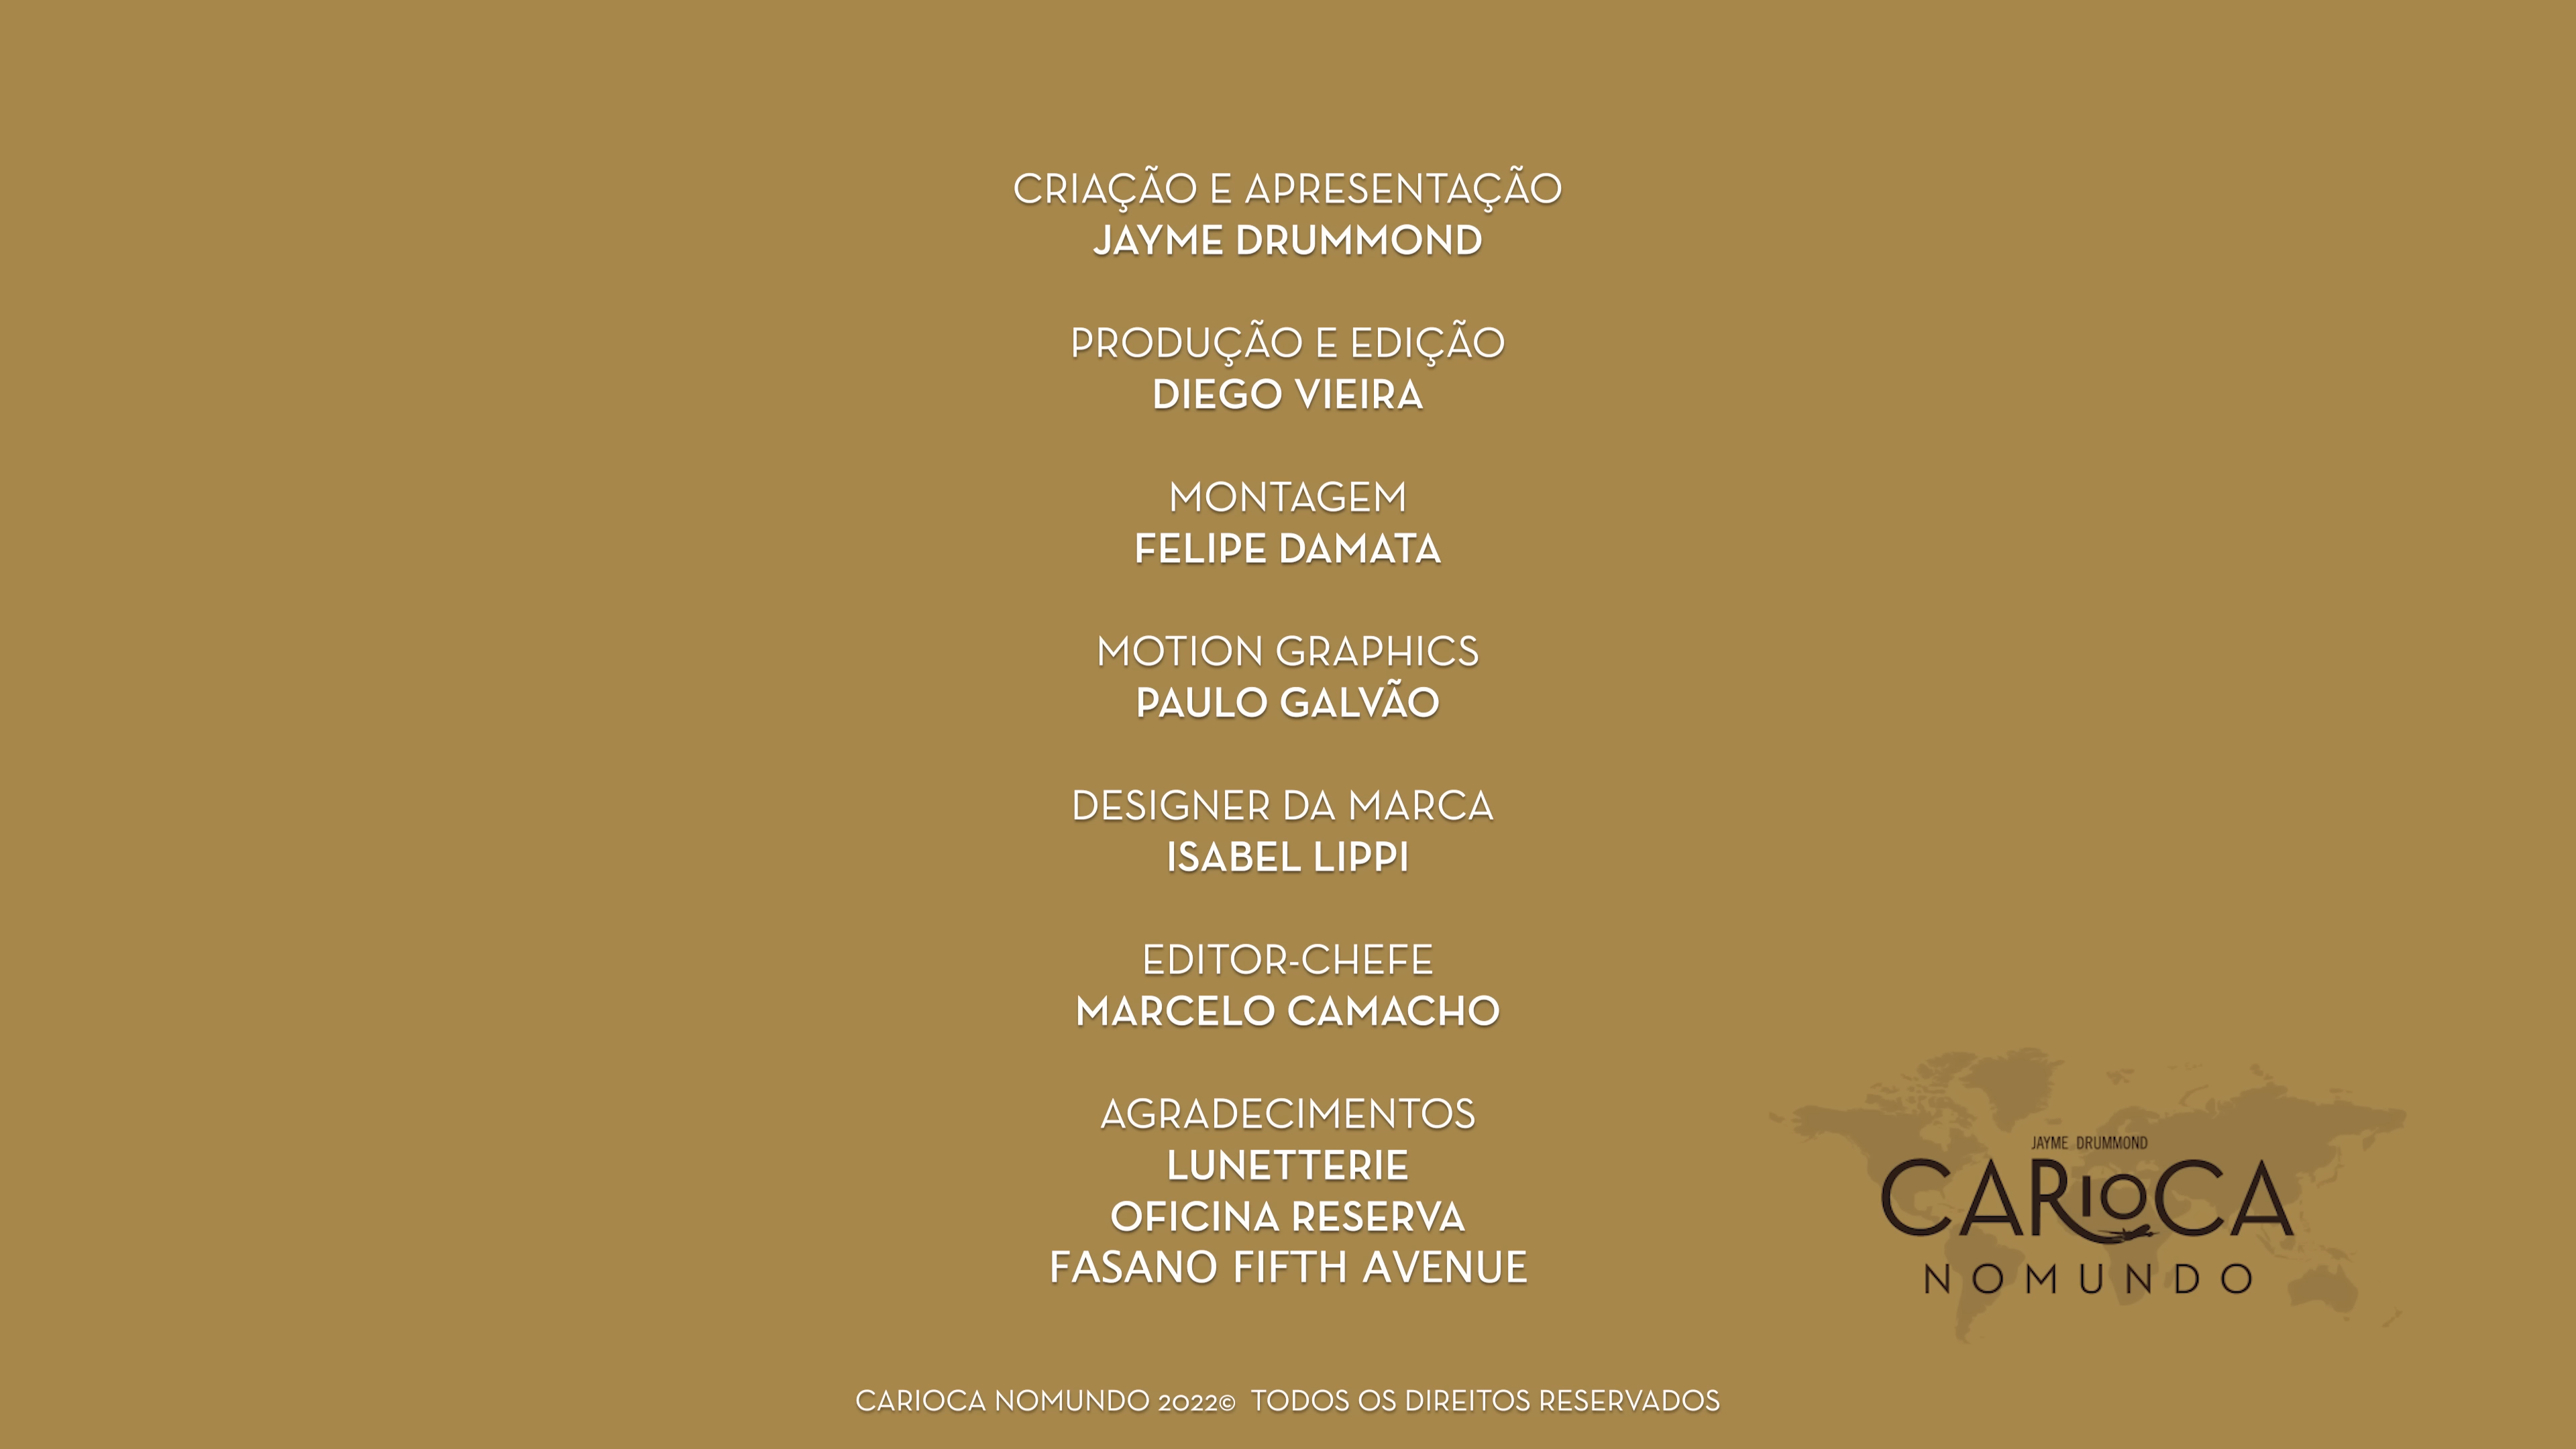 CRIAÇÃO E APRESENTAÇÃO
JAYME DRUMMOND
PRODUÇÃO E EDIÇÃO
DIEGO VIEIRA
MONTAGEM
FELIPE DAMATA
MOTION GRAPHICS
PAULO GALVÃO
DESIGNER DA MARCA
ISABEL LIPPI
EDITOR-CHEFE
MARCELO CAMACHO
AGRADECIMENTOS
LUNETTERIE
OFICINA RESERVA
FASANO FIFTH AVENUE
JAYME DRUMMOND
CARIOCA
NOMUNDO
CARIOCA NOMUNDO 2022© TODOS OS DIREITOS RESERVADOS